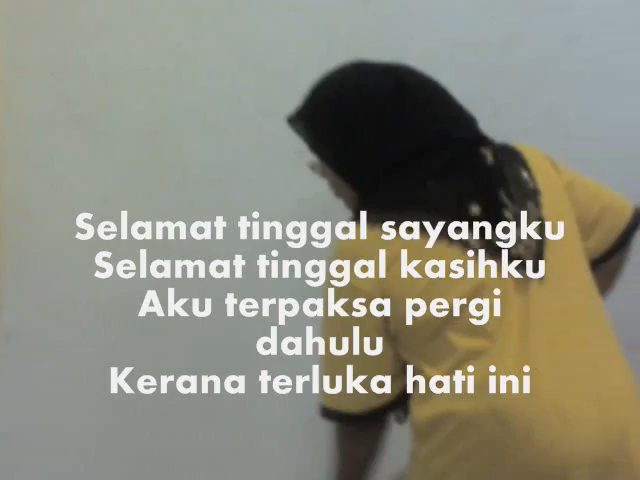 Selamat tinggal sayangku
Selamat tinggal kasihku
Aku terpaksa pergi
dahulu
Kerana terluka hati ini